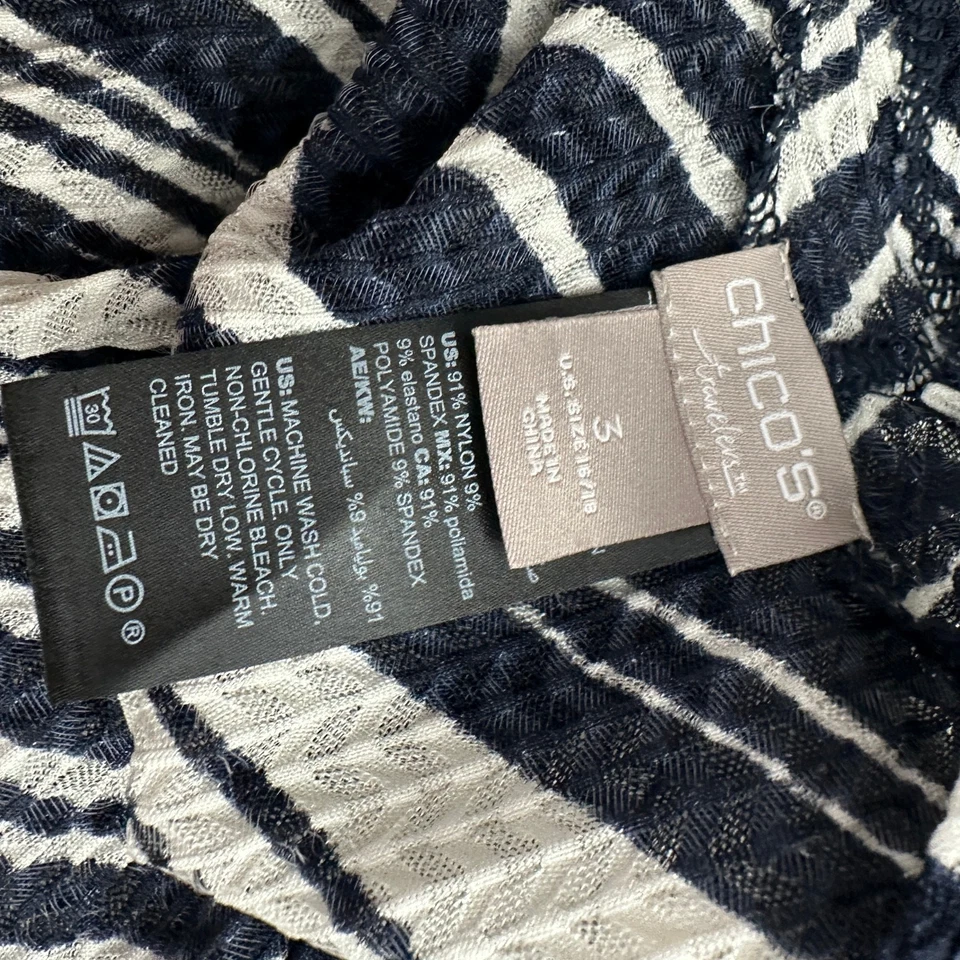 chico's®
travelers™
3
U.S. SIZE 16/18
MADE IN
CHINA
US: 91% NYLON 9%
SPANDEX MX: 91% poliamida
9% elastano CA: 91%
POLYAMIDE 9% SPANDEX
AE/KW:
91% بولياميد 9% سباندكس
US: MACHINE WASH COLD,
GENTLE CYCLE. ONLY
NON-CHLORINE BLEACH.
TUMBLE DRY LOW. WARM
IRON. MAY BE DRY
CLEANED
30
P
®